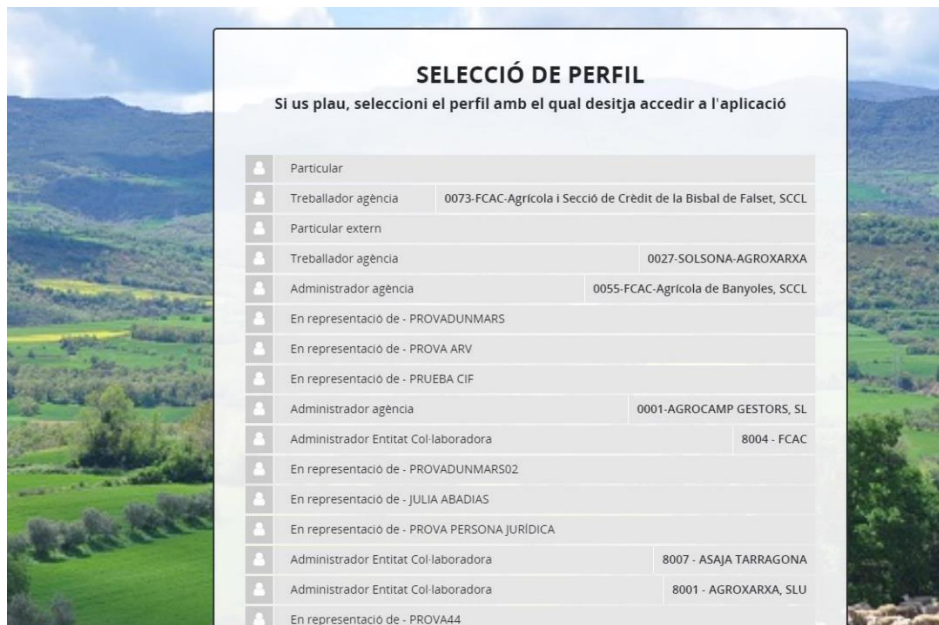 SELECCIÓ DE PERFIL
Si us plau, seleccioni el perfil amb el qual desitja accedir a l'aplicació
Particular
Treballador agència 0073-FCAC-Agrícola i Secció de Crèdit de la Bisbal de Falset, SCCL
Particular extern
Treballador agència 0027-SOLSONA-AGROXARXA
Administrador agència 0055-FCAC-Agrícola de Banyoles, SCCL
En representació de - PROVADUNMARS
En representació de - PROVA ARV
En representació de - PRUEBA CIF
Administrador agència 0001-AGROCAMP GESTORS, SL
Administrador Entitat Col·laboradora 8004 - FCAC
En representació de - PROVADUNMARS02
En representació de - JULIA ABADIAS
En representació de - PROVA PERSONA JURÍDICA
Administrador Entitat Col·laboradora 8007 - ASAJA TARRAGONA
Administrador Entitat Col·laboradora 8001 - AGROXARXA, SLU
En representació de - PROVA44